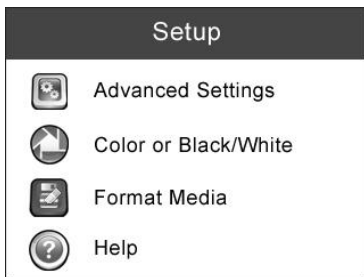 Setup
Advanced Settings
Color or Black/White
Format Media
Help